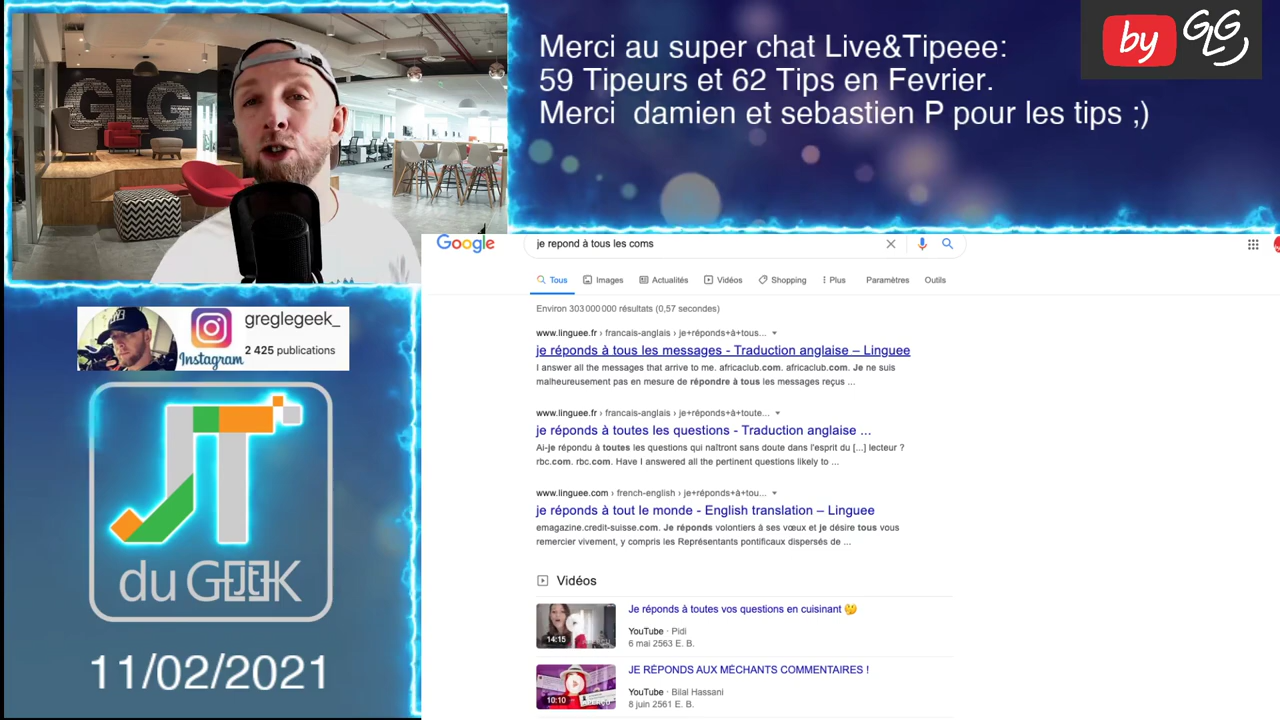 GLG
Merci au super chat Live&Tipeee:
59 Tipeurs et 62 Tips en Fevrier.
Merci  damien et sebastien P pour les tips ;)
by GLG
greglegeek_
Instagram
2 425 publications
JT
du GEEK
11/02/2021
Google
je repond à tous les coms
Tous
Images
Actualités
Vidéos
Shopping
Plus
Paramètres
Outils
Environ 303 000 000 résultats (0,57 secondes)
www.linguee.fr › francais-anglais › je+réponds+à+tous...
je réponds à tous les messages - Traduction anglaise – Linguee
I answer all the messages that arrive to me. africaclub.com. africaclub.com. Je ne suis
malheureusement pas en mesure de répondre à tous les messages reçus ...
www.linguee.fr › francais-anglais › je+réponds+à+toute...
je réponds à toutes les questions - Traduction anglaise ...
Ai-je répondu à toutes les questions qui naîtront sans doute dans l'esprit du [...] lecteur ?
rbc.com. rbc.com. Have I answered all the pertinent questions likely to ...
www.linguee.com › french-english › je+réponds+à+tou...
je réponds à tout le monde - English translation – Linguee
emagazine.credit-suisse.com. Je réponds volontiers à ses vœux et je désire tous vous
remercier vivement, y compris les Représentants pontificaux dispersés de ...
Vidéos
Je réponds à toutes vos questions en cuisinant 🤔
14:15
YouTube · Pidi
6 mai 2563 E. B.
JE RÉPONDS AUX MÉCHANTS COMMENTAIRES !
10:10
YouTube · Bilal Hassani
8 juin 2561 E. B.